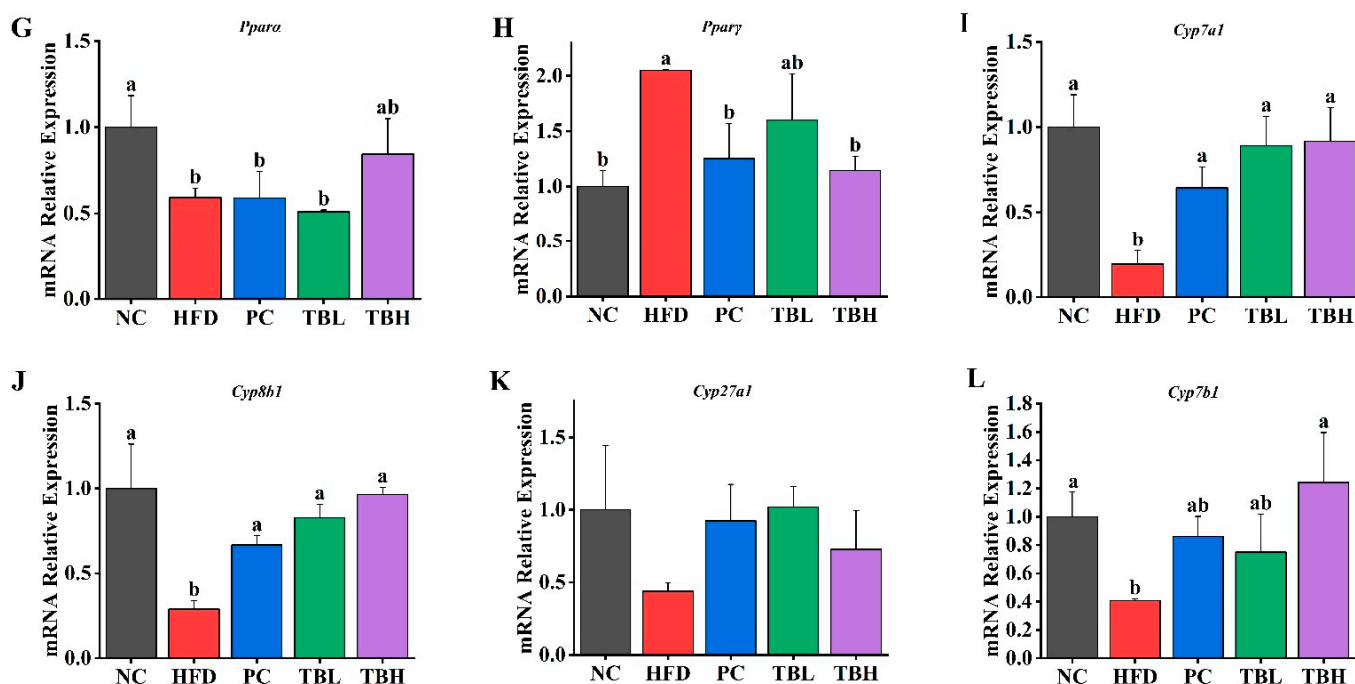 G
Pparα
mRNA Relative Expression
1.5
1.0
0.5
0.0
a
b
b
b
ab
NC HFD PC TBL TBH
H
Pparγ
mRNA Relative Expression
2.0
1.5
1.0
0.5
0.0
b
a
b
ab
b
NC HFD PC TBL TBH
I
Cyp7a1
mRNA Relative Expression
1.5
1.0
0.5
0.0
a
b
a
a
a
NC HFD PC TBL TBH
J
Cyp8b1
mRNA Relative Expression
1.5
1.0
0.5
0.0
a
b
a
a
a
NC HFD PC TBL TBH
K
Cyp27a1
mRNA Relative Expression
1.5
1.0
0.5
0.0
NC HFD PC TBL TBH
L
Cyp7b1
mRNA Relative Expression
1.8
1.6
1.4
1.2
1.0
0.8
0.6
0.4
0.2
0.0
a
b
ab
ab
a
NC HFD PC TBL TBH